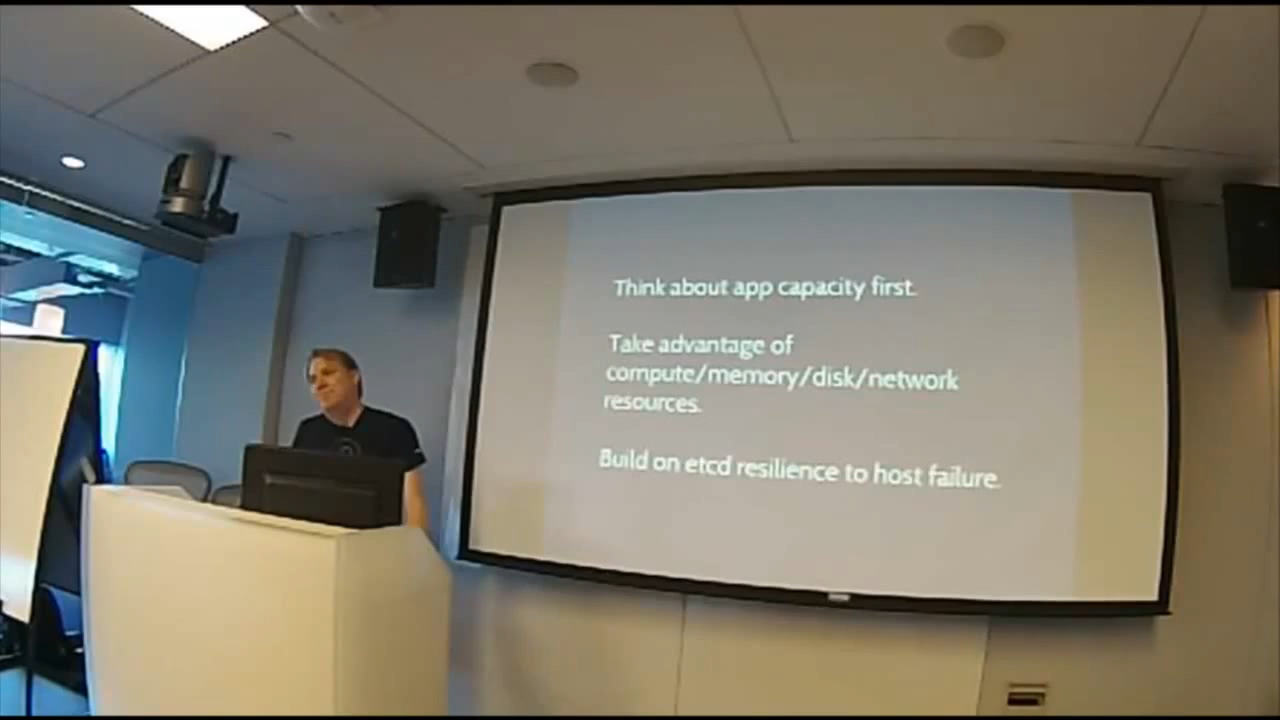 Think about app capacity first.
Take advantage of
compute/memory/disk/network
resources.
Build on etcd resilience to host failure.